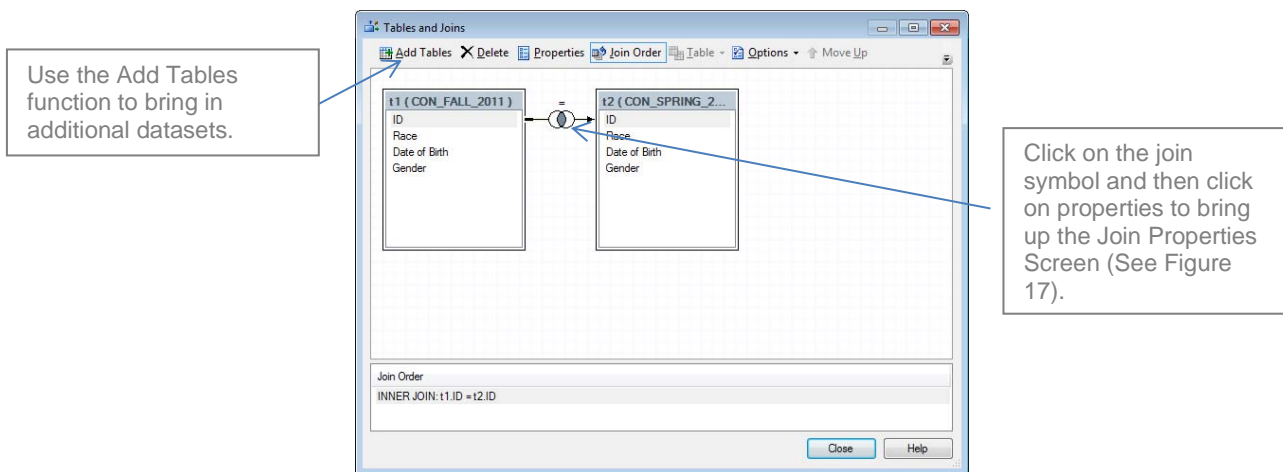 Use the Add Tables
function to bring in
additional datasets.
Tables and Joins
Add Tables Delete Properties Join Order Table Options Move Up
t1 ( CON_FALL_2011 )
ID
Race
Date of Birth
Gender
=
t2 ( CON_SPRING_2...
ID
Race
Date of Birth
Gender
Click on the join
symbol and then click
on properties to bring
up the Join Properties
Screen (See Figure
17).
Join Order
INNER JOIN: t1.ID = t2.ID
Close Help